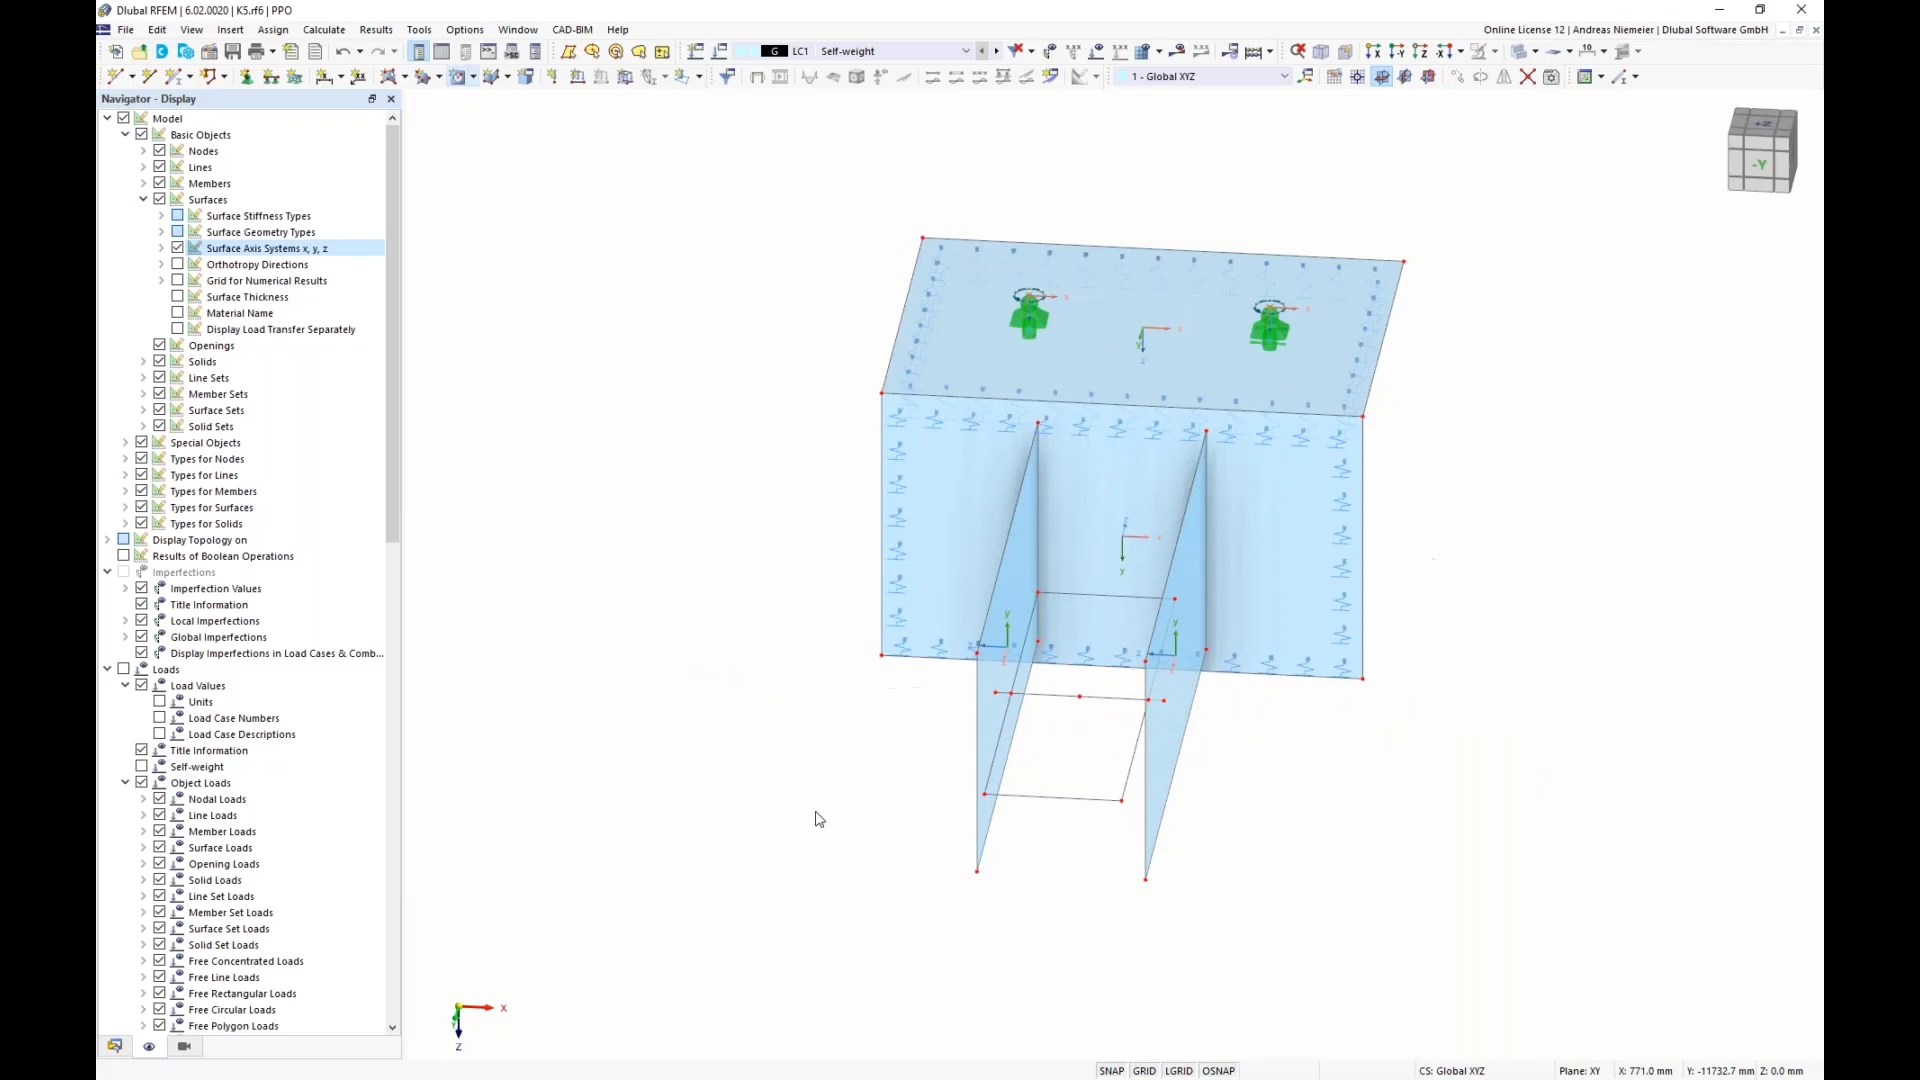 Dlubal RFEM | 6.02.0020 | K5.rf6 | PPO
File Edit View Insert Assign Calculate Results Tools Options Window CAD-BIM Help
Online License 12 | Andreas Niemeier | Dlubal Software GmbH
G LC1 Self-weight
1 - Global XYZ
Navigator - Display
Model
Basic Objects
Nodes
Lines
Members
Surfaces
Surface Stiffness Types
Surface Geometry Types
Surface Axis Systems x, y, z
Orthotropy Directions
Grid for Numerical Results
Surface Thickness
Material Name
Display Load Transfer Separately
Openings
Solids
Line Sets
Member Sets
Surface Sets
Solid Sets
Special Objects
Types for Nodes
Types for Lines
Types for Members
Types for Surfaces
Types for Solids
Display Topology on
Results of Boolean Operations
Imperfections
Imperfection Values
Title Information
Local Imperfections
Global Imperfections
Display Imperfections in Load Cases & Comb...
Loads
Load Values
Units
Load Case Numbers
Load Case Descriptions
Title Information
Self-weight
Object Loads
Nodal Loads
Line Loads
Member Loads
Surface Loads
Opening Loads
Solid Loads
Line Set Loads
Member Set Loads
Surface Set Loads
Solid Set Loads
Free Concentrated Loads
Free Line Loads
Free Rectangular Loads
Free Circular Loads
Free Polygon Loads
+Z
-Y
x
x
x
y
z
z
x
y
y
z
y
z
X
Z
SNAP GRID LGRID OSNAP
CS: Global XYZ
Plane: XY
X: 771.0 mm Y: -11732.7 mm Z: 0.0 mm